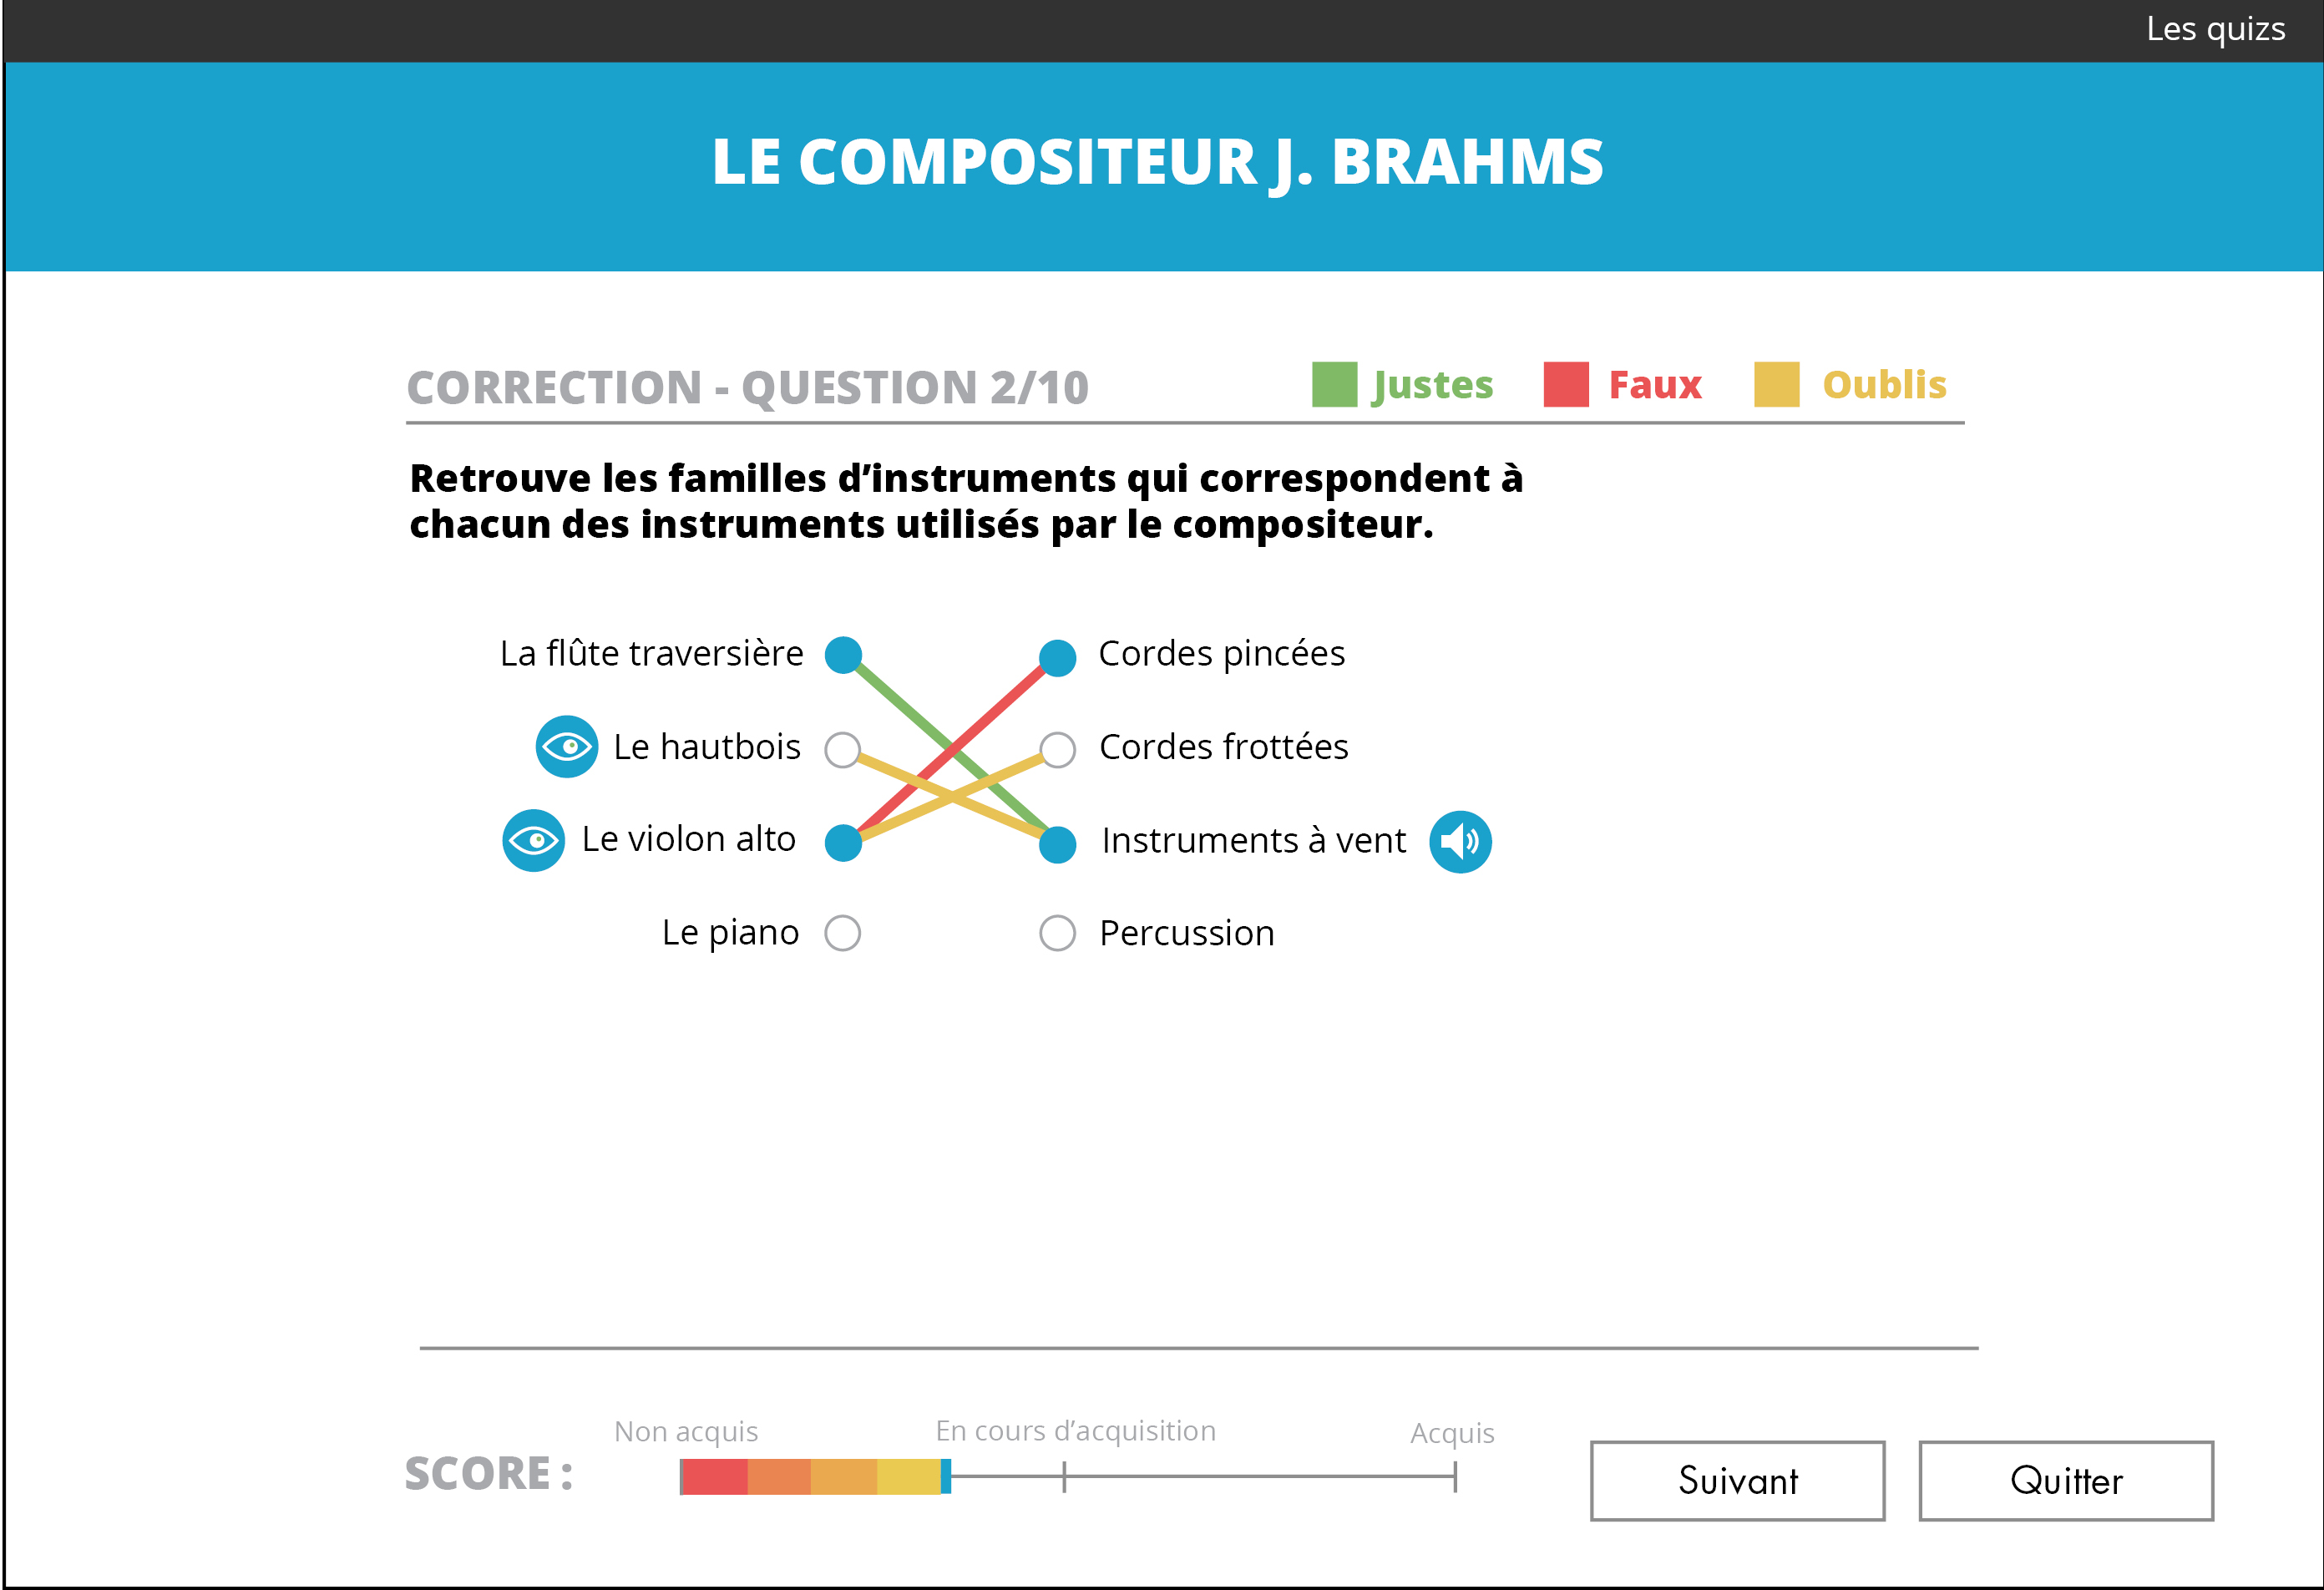 Les quizs
LE COMPOSITEUR J. BRAHMS
CORRECTION - QUESTION 2/10
Justes
Faux
Oublis
Retrouve les familles d’instruments qui correspondent à
chacun des instruments utilisés par le compositeur.
La flûte traversière
Cordes pincées
Le hautbois
Cordes frottées
Le violon alto
Instruments à vent
Le piano
Percussion
Non acquis
En cours d’acquisition
Acquis
SCORE :
Suivant
Quitter